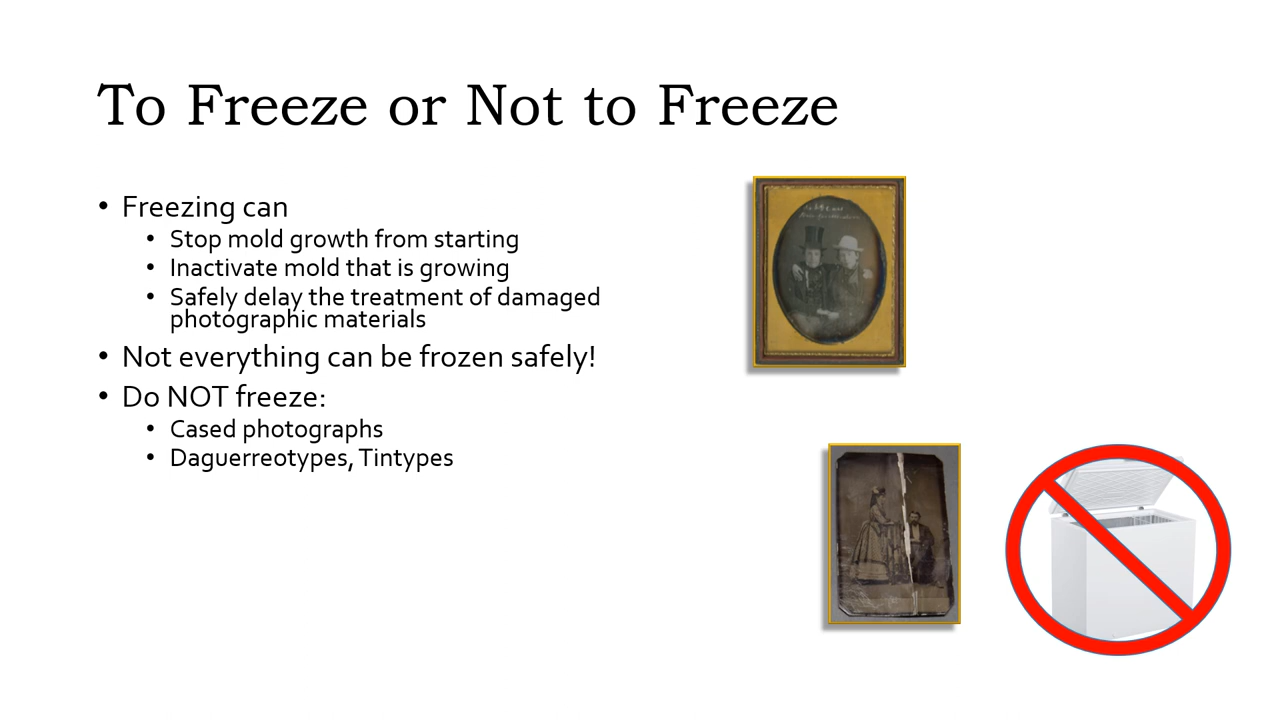 To Freeze or Not to Freeze
• Freezing can
• Stop mold growth from starting
• Inactivate mold that is growing
• Safely delay the treatment of damaged
photographic materials
• Not everything can be frozen safely!
• Do NOT freeze:
• Cased photographs
• Daguerreotypes, Tintypes